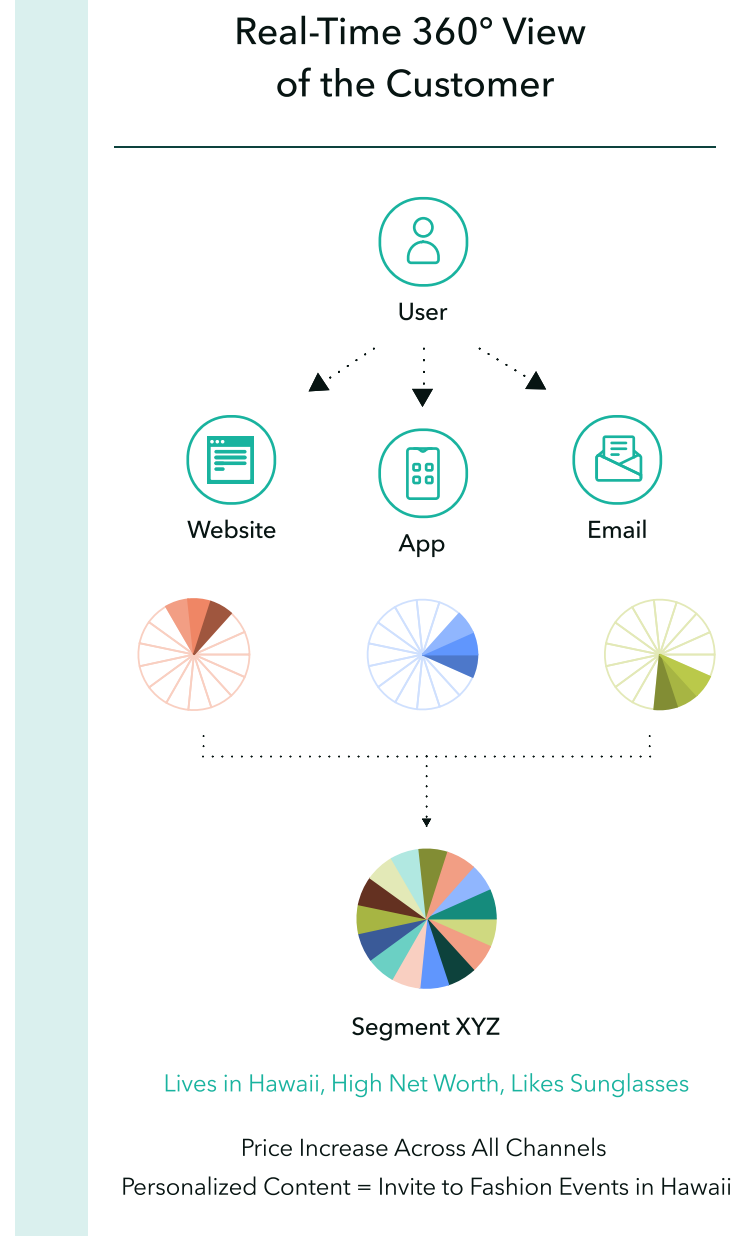 Real-Time 360° View
of the Customer
User
Website
App
Email
Segment XYZ
Lives in Hawaii, High Net Worth, Likes Sunglasses
Price Increase Across All Channels
Personalized Content = Invite to Fashion Events in Hawaii